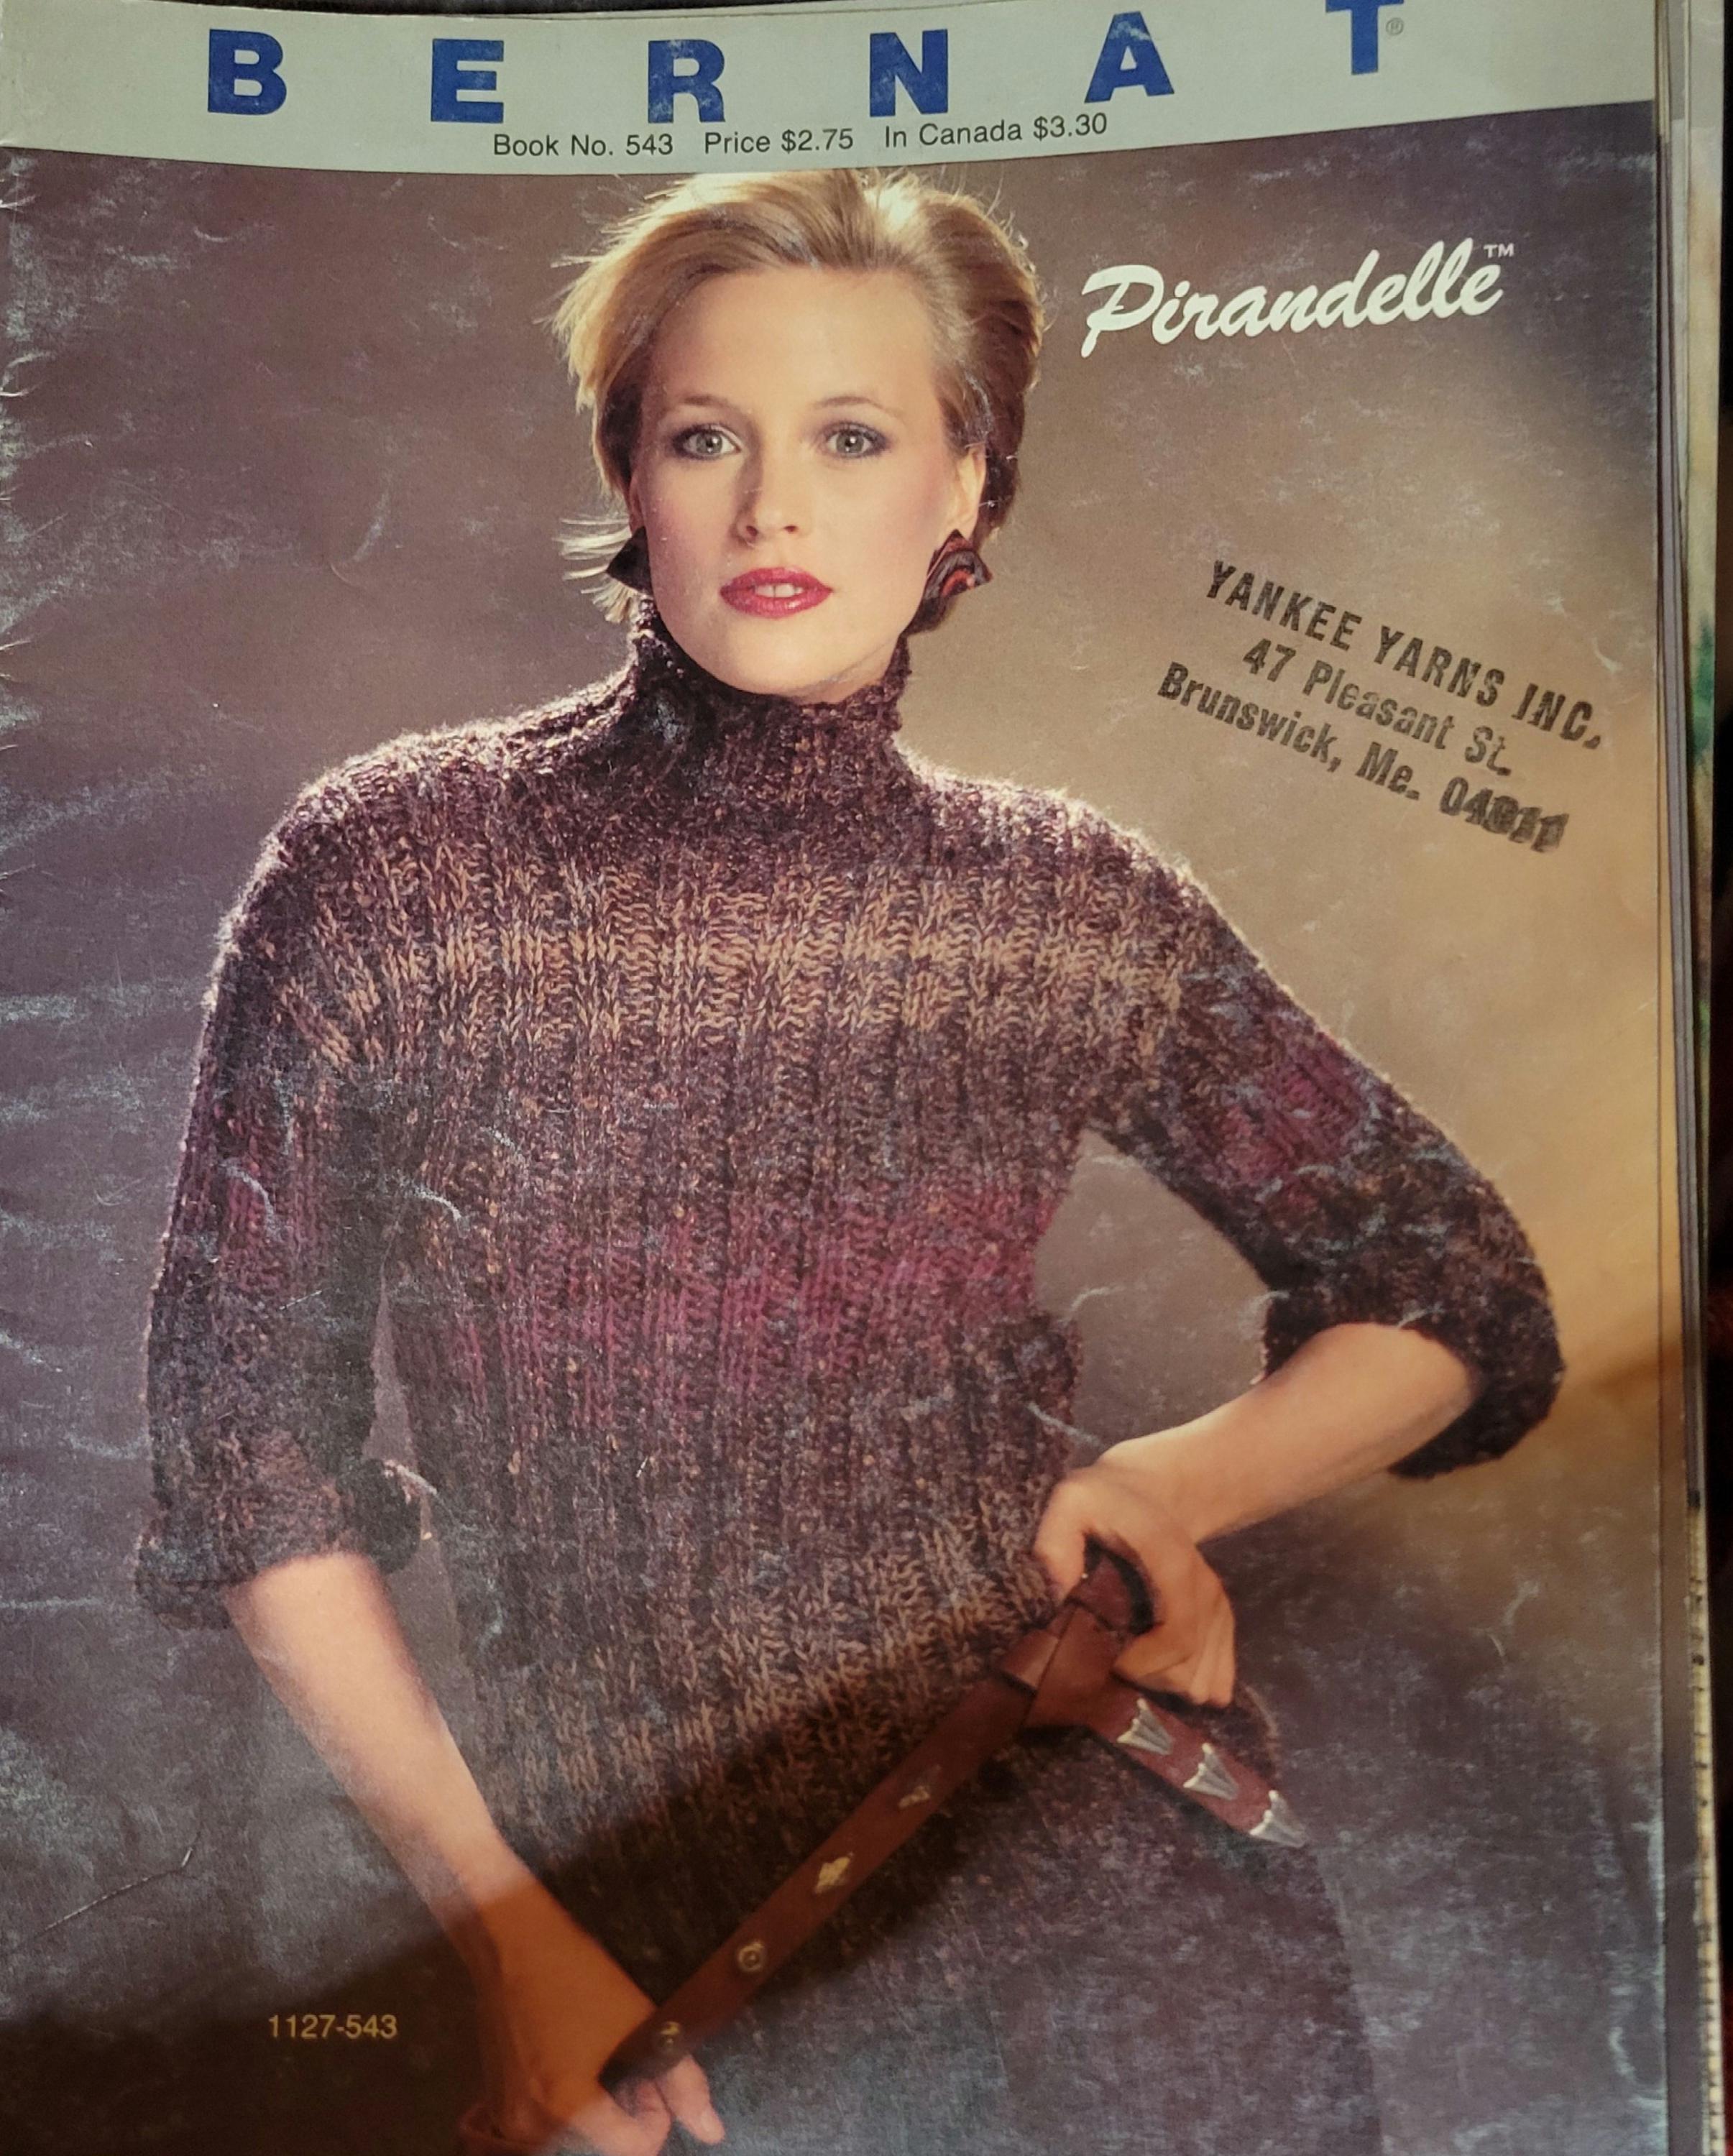 BERNAT®
Book No. 543 Price $2.75 In Canada $3.30
Pirandelle™
YANKEE YARNS INC.
47 Pleasant St.
Brunswick, Me.
1127-543